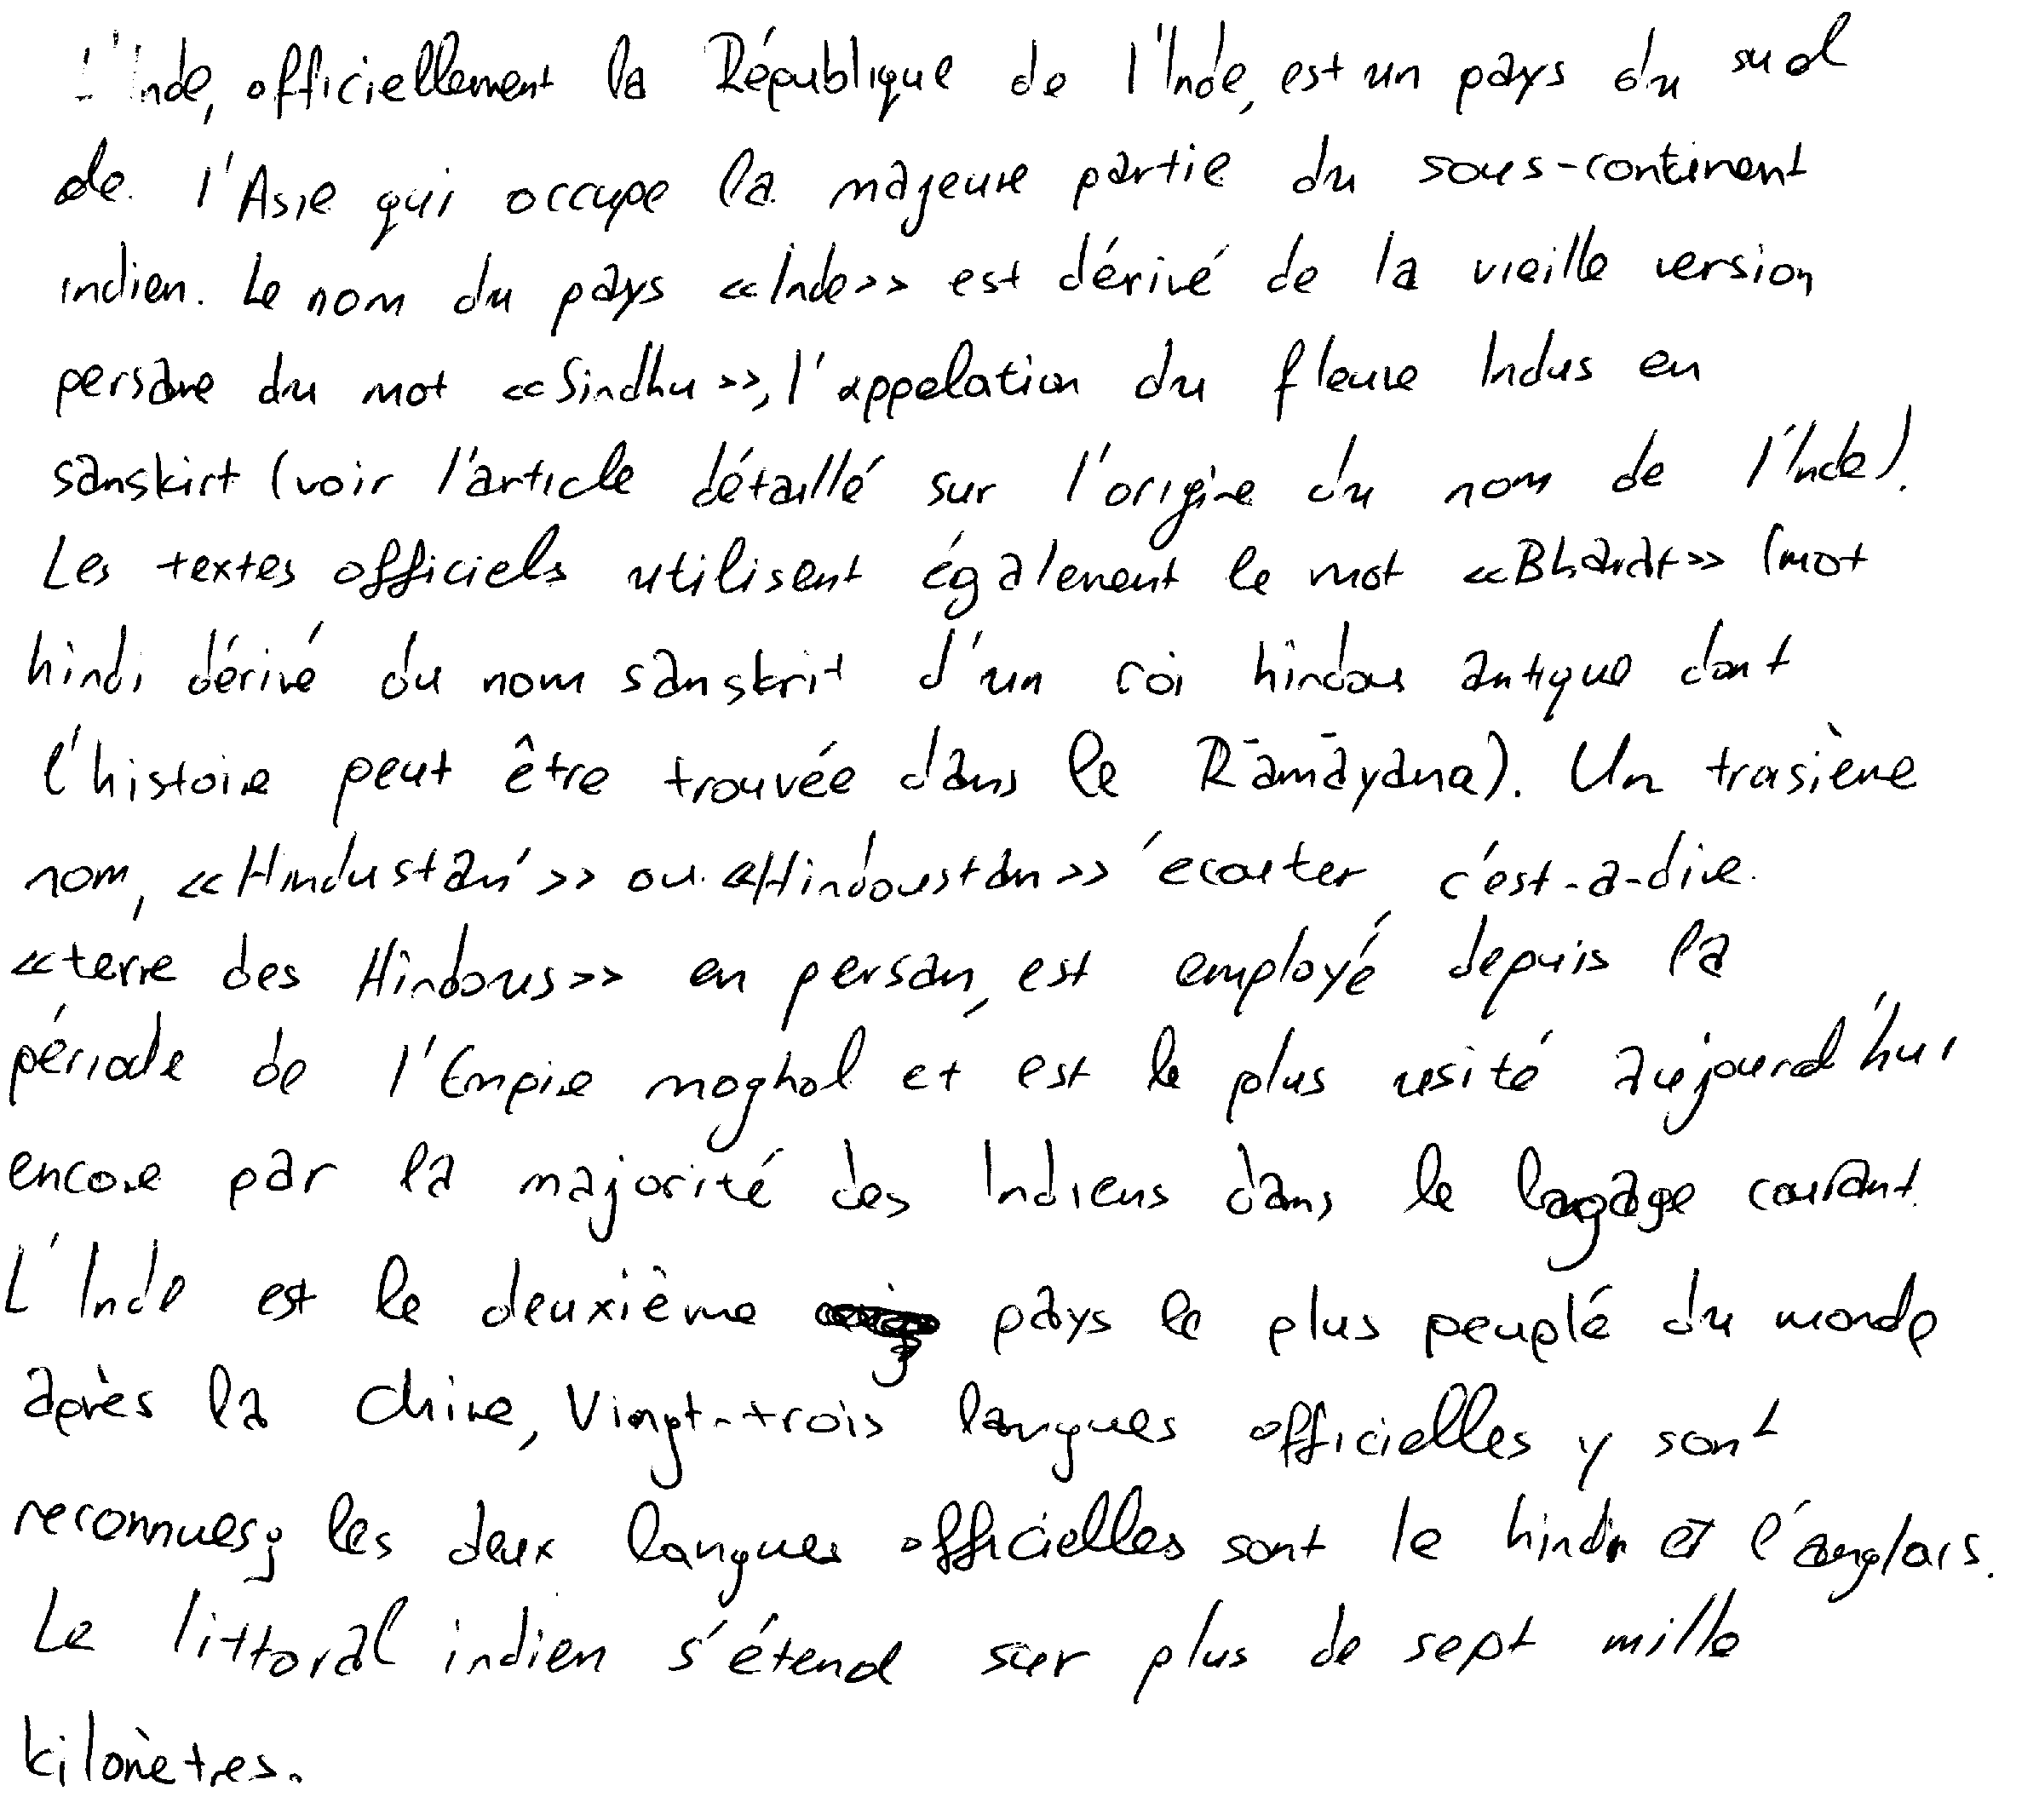 L'Inde, officiellement la République de l'Inde, est un pays du sud
de l'Asie qui occupe la majeure partie du sous-continent
indien. Le nom du pays «Inde» est dérivé de la vieille version
persane du mot «Sindhu», l'appelation du fleuve Indus en
sanskirt (voir l'article détaillé sur l'origine du nom de l'Inde).
Les textes officiels utilisent également le mot «Bharat» (mot
hindi dérivé du nom sanskrit d'un roi hindou antique dont
l'histoire peut être trouvée dans le Rāmāyana). Un troisième
nom, «Hindustan» ou «Hindoustan» écouter c'est-a-dire
«terre des Hindous» en persan, est employé depuis la
période de l'Empire moghol et est le plus usité aujourd'hui
encore par la majorité des Indiens dans le lagage courant.
L'Inde est le deuxième pays le plus peuplé du monde
après la Chine, Vingt-trois langues officielles y sont
reconnues; les deux langues officielles sont le hindi et l'anglais.
Le littoral indien s'étend sur plus de sept mille
kilomètres.